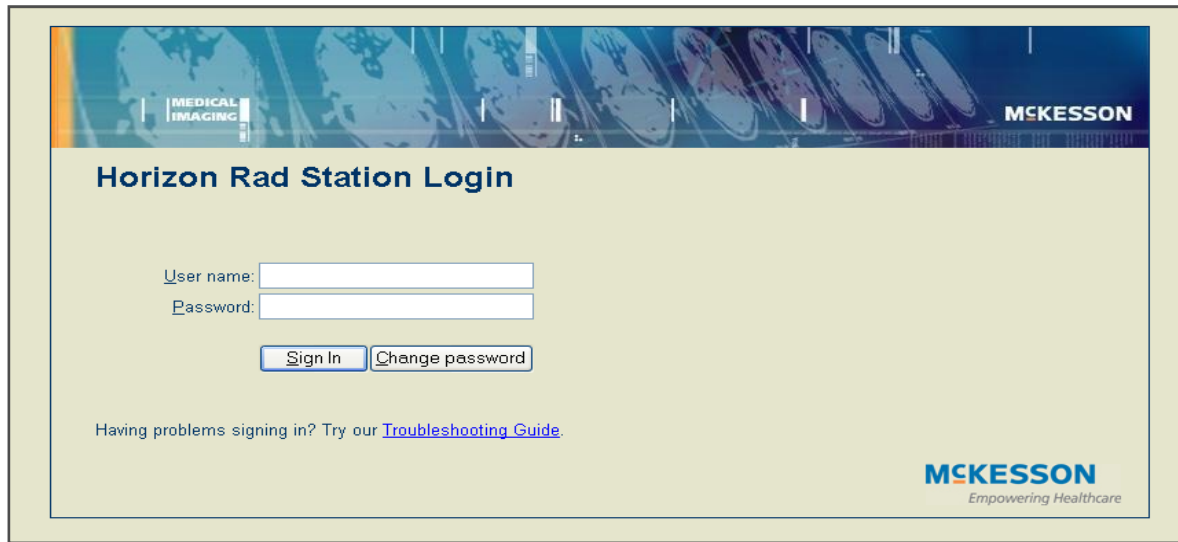 MEDICAL
IMAGING
MCKESSON
Horizon Rad Station Login
User name:
Password:
Sign In Change password
Having problems signing in? Try our Troubleshooting Guide.
MCKESSON
Empowering Healthcare